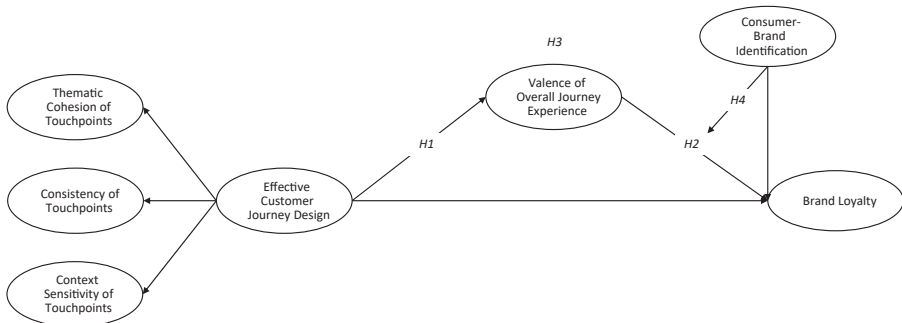 Consumer-
Brand
Identification
H3
Thematic
Cohesion of
Touchpoints
Valence of
Overall Journey
Experience
H4
H1
H2
Consistency of
Touchpoints
Effective
Customer
Journey Design
Brand Loyalty
Context
Sensitivity of
Touchpoints